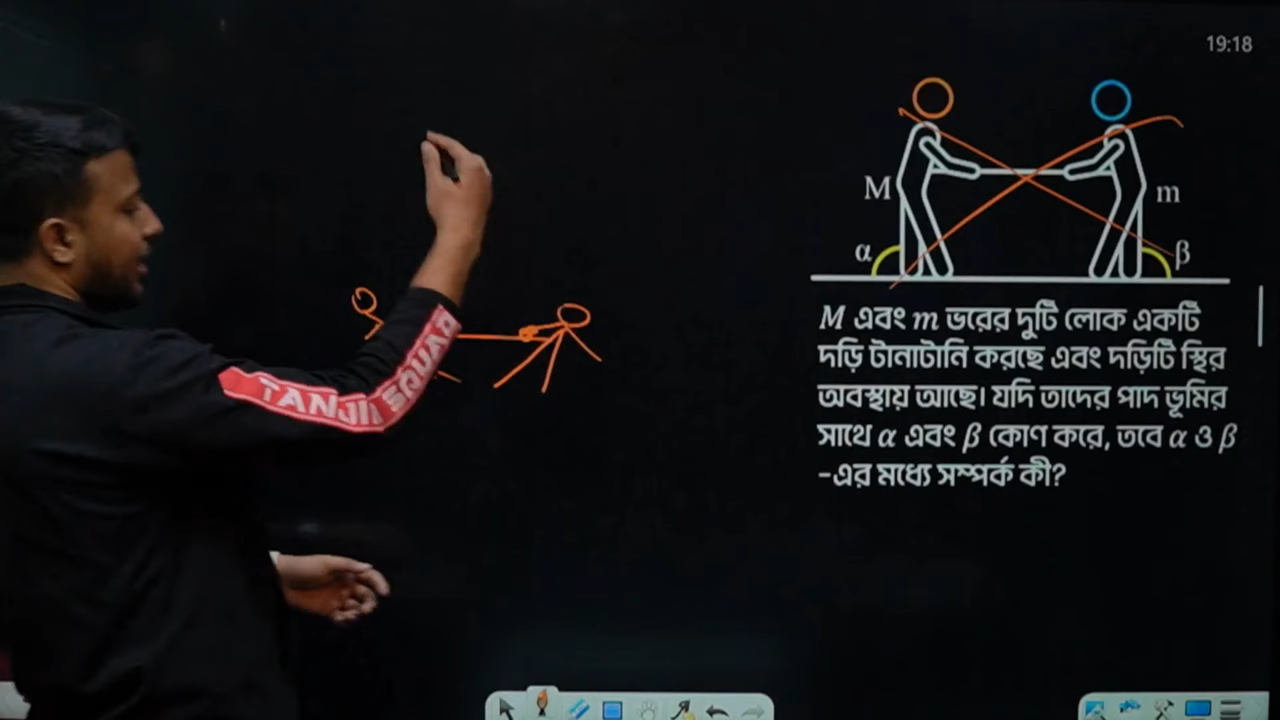 19:18
M
m
α
β
M এবং m ভরের দুটি লোক একটি
দড়ি টানাটানি করছে এবং দড়িটি স্থির
অবস্থায় আছে। যদি তাদের পাদ ভূমির
সাথে α এবং β কোণ করে, তবে α ও β
-এর মধ্যে সম্পর্ক কী?
TANJIL SQUAD